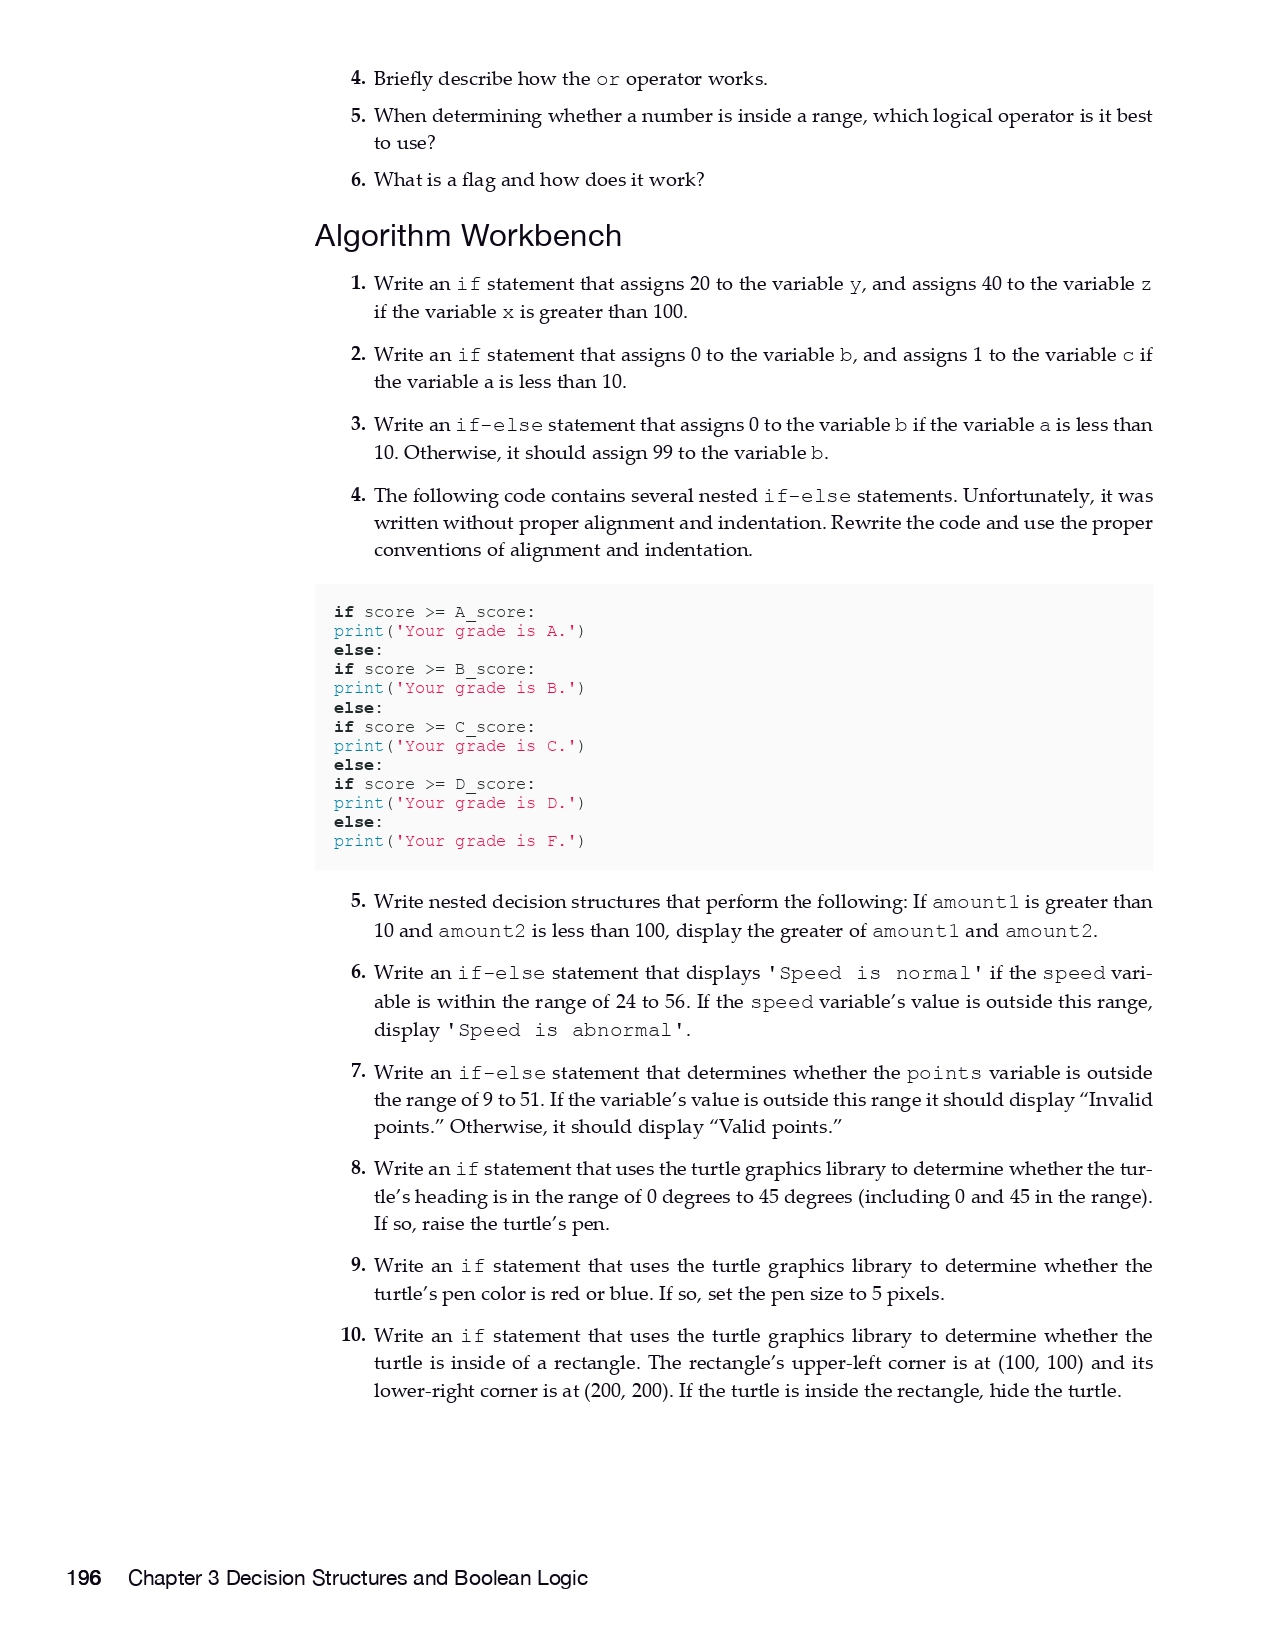 4. Briefly describe how the or operator works.
5. When determining whether a number is inside a range, which logical operator is it best
to use?
6. What is a flag and how does it work?
Algorithm Workbench
1. Write an if statement that assigns 20 to the variable y, and assigns 40 to the variable z
if the variable x is greater than 100.
2. Write an if statement that assigns 0 to the variable b, and assigns 1 to the variable c if
the variable a is less than 10.
3. Write an if-else statement that assigns 0 to the variable b if the variable a is less than
10. Otherwise, it should assign 99 to the variable b.
4. The following code contains several nested if-else statements. Unfortunately, it was
written without proper alignment and indentation. Rewrite the code and use the proper
conventions of alignment and indentation.
if score >= A_score:
print('Your grade is A.')
else:
if score >= B_score:
print('Your grade is B.')
else:
if score >= C_score:
print('Your grade is C.')
else:
if score >= D_score:
print('Your grade is D.')
else:
print('Your grade is F.')
5. Write nested decision structures that perform the following: If amount1 is greater than
10 and amount2 is less than 100, display the greater of amount1 and amount2.
6. Write an if-else statement that displays 'Speed is normal' if the speed vari-
able is within the range of 24 to 56. If the speed variable’s value is outside this range,
display 'Speed is abnormal'.
7. Write an if-else statement that determines whether the points variable is outside
the range of 9 to 51. If the variable’s value is outside this range it should display “Invalid
points.” Otherwise, it should display “Valid points.”
8. Write an if statement that uses the turtle graphics library to determine whether the tur-
tle’s heading is in the range of 0 degrees to 45 degrees (including 0 and 45 in the range).
If so, raise the turtle’s pen.
9. Write an if statement that uses the turtle graphics library to determine whether the
turtle’s pen color is red or blue. If so, set the pen size to 5 pixels.
10. Write an if statement that uses the turtle graphics library to determine whether the
turtle is inside of a rectangle. The rectangle’s upper-left corner is at (100, 100) and its
lower-right corner is at (200, 200). If the turtle is inside the rectangle, hide the turtle.
196 Chapter 3 Decision Structures and Boolean Logic